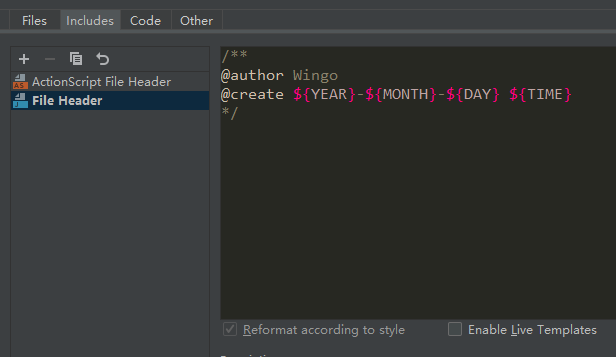 Files Includes Code Other
ActionScript File Header
File Header
/**
@author Wingo
@create ${YEAR}-${MONTH}-${DAY} ${TIME}
*/
Reformat according to style Enable Live Templates